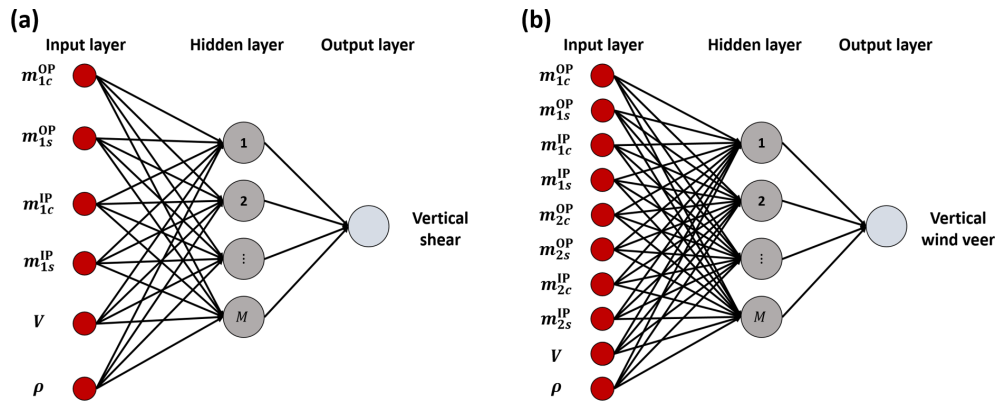 (a)
Input layer Hidden layer Output layer
m_{1c}^{OP}
m_{1s}^{OP}
m_{1c}^{IP}
m_{1s}^{IP}
V
ρ
1
2
⋮
M
Vertical
shear
(b)
Input layer Hidden layer Output layer
m_{1c}^{OP}
m_{1s}^{OP}
m_{1c}^{IP}
m_{1s}^{IP}
m_{2c}^{OP}
m_{2s}^{OP}
m_{2c}^{IP}
m_{2s}^{IP}
V
ρ
1
2
⋮
M
Vertical
wind veer